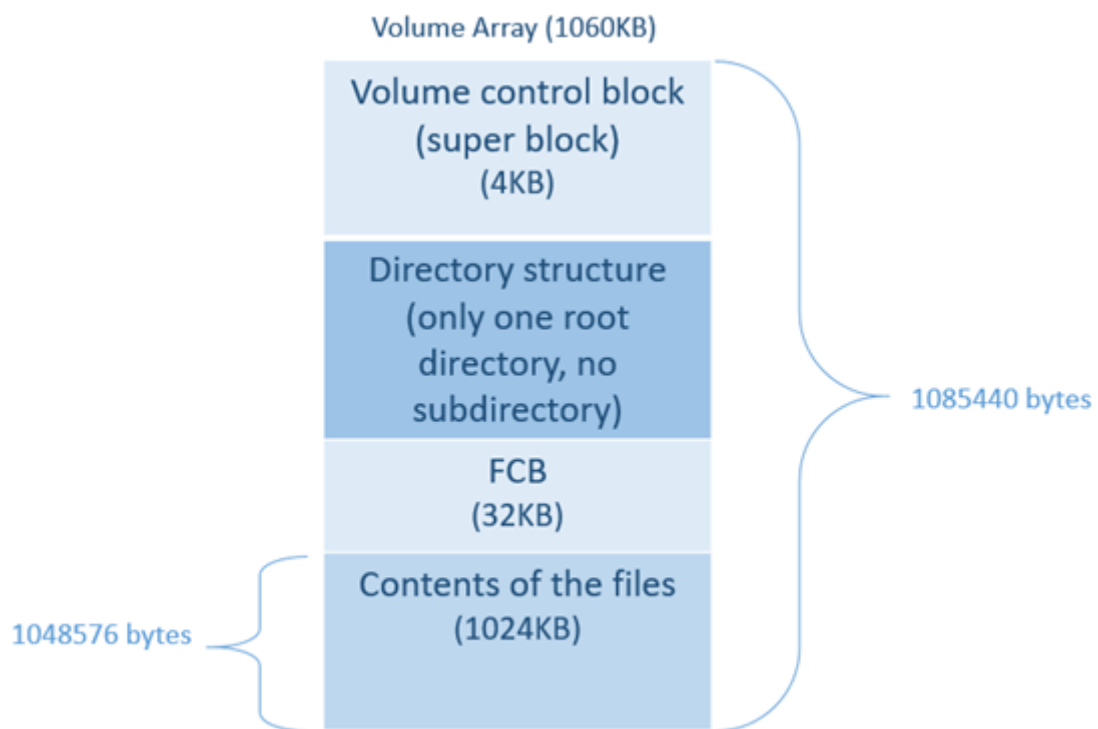 Volume Array (1060KB)
Volume control block
(super block)
(4KB)
Directory structure
(only one root
directory, no
subdirectory)
1085440 bytes
FCB
(32KB)
Contents of the files
(1024KB)
1048576 bytes